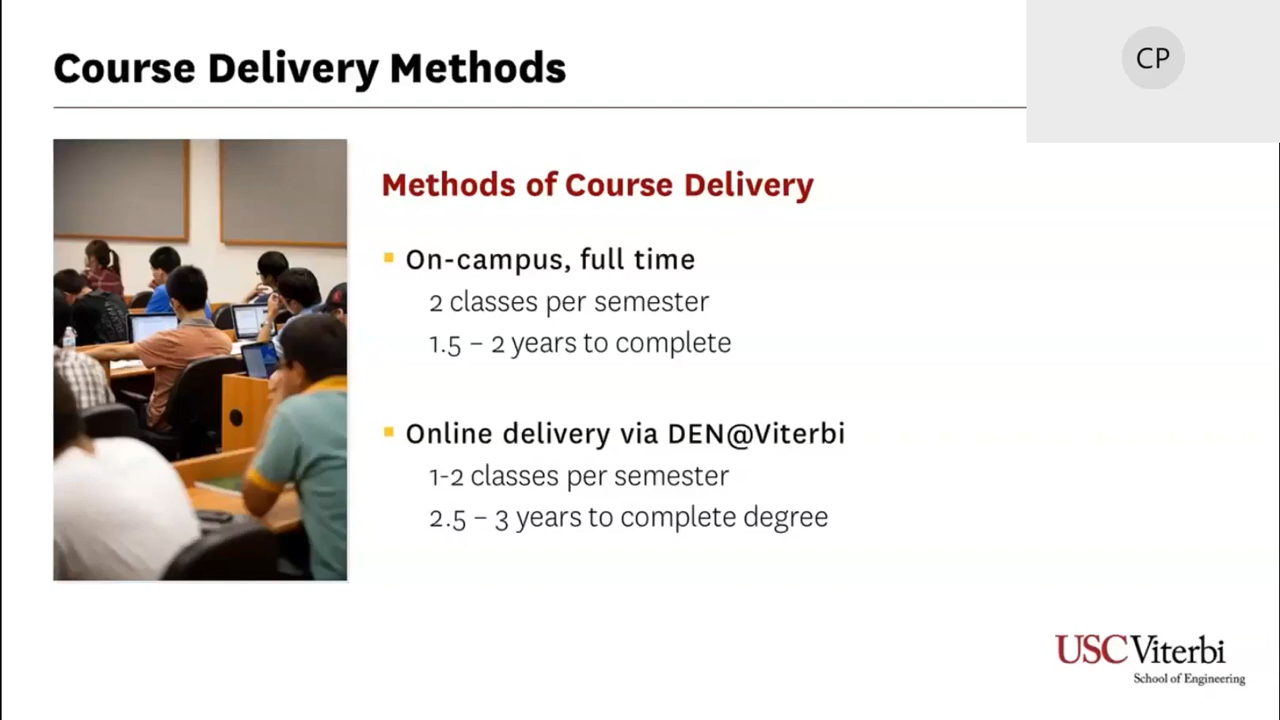 Course Delivery Methods
CP
Methods of Course Delivery
On-campus, full time
2 classes per semester
1.5 – 2 years to complete
Online delivery via DEN@Viterbi
1-2 classes per semester
2.5 – 3 years to complete degree
USC Viterbi
School of Engineering